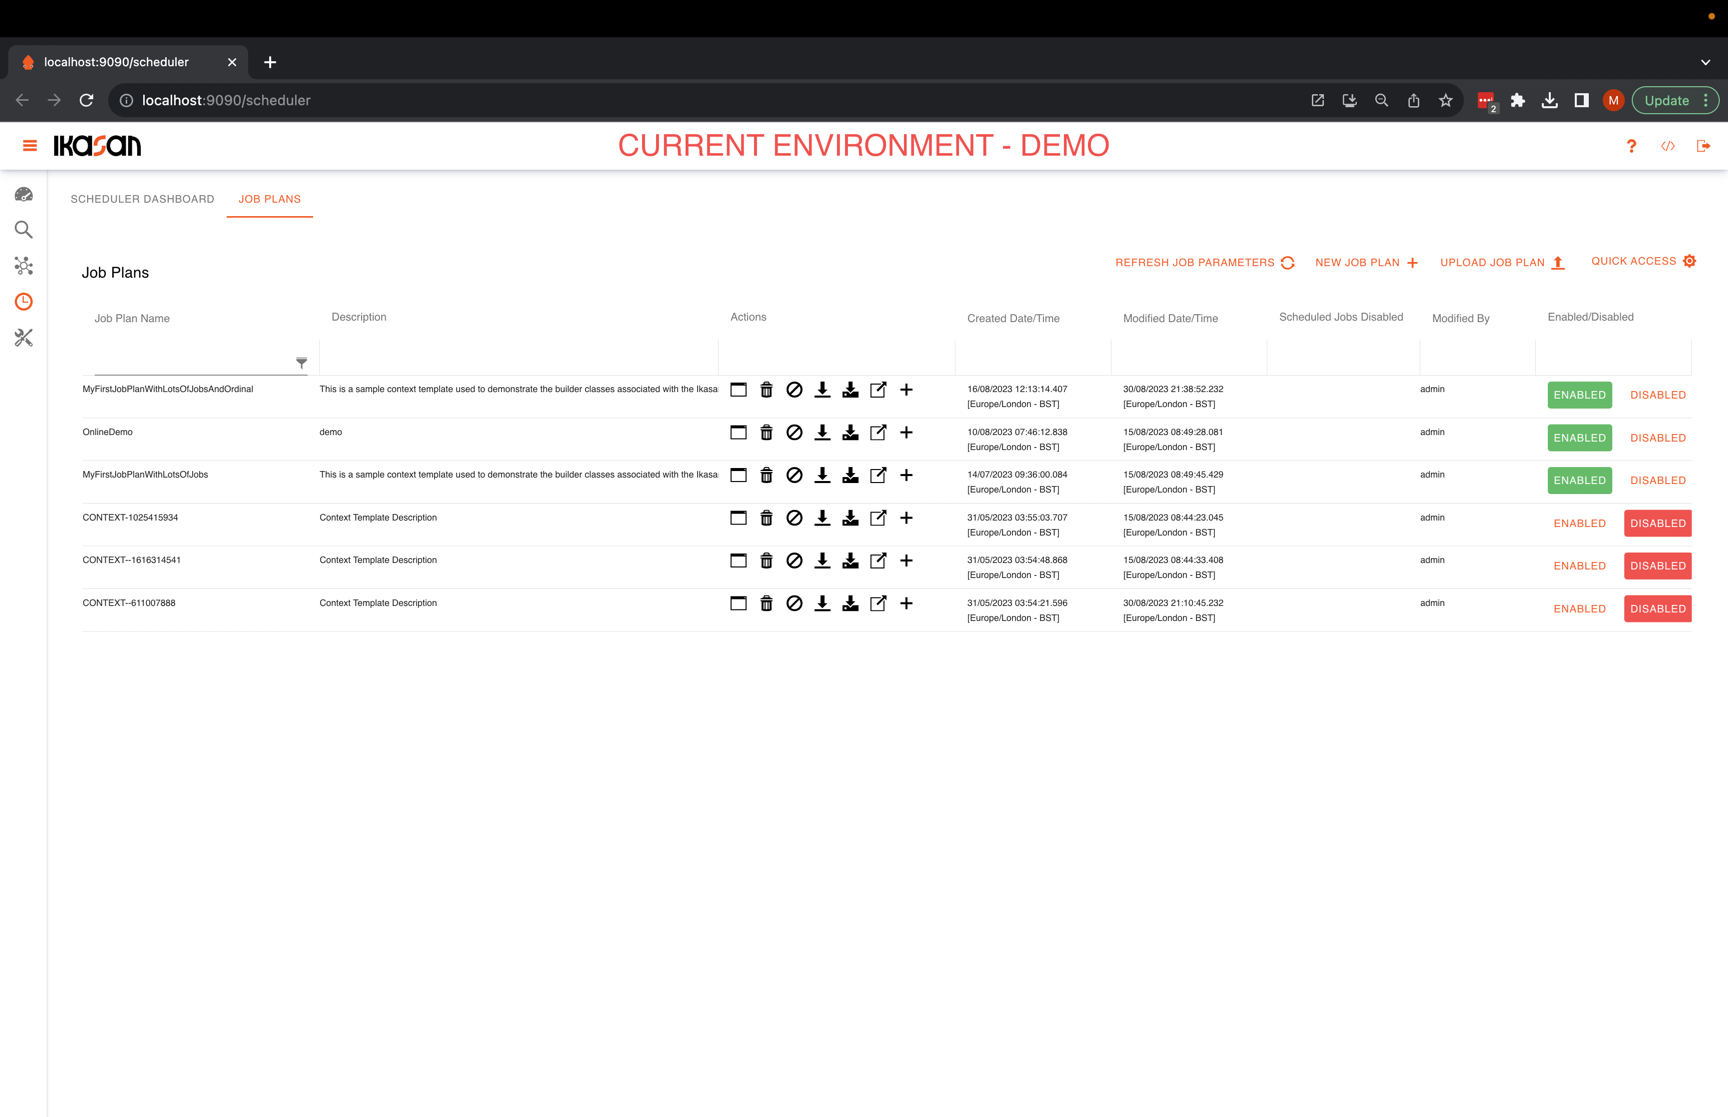 localhost:9090/scheduler
localhost:9090/scheduler
2
M
Update
IKASAN
CURRENT ENVIRONMENT - DEMO
?
</>
SCHEDULER DASHBOARD
JOB PLANS
Job Plans
REFRESH JOB PARAMETERS
NEW JOB PLAN
UPLOAD JOB PLAN
QUICK ACCESS
Job Plan Name Description Actions Created Date/Time Modified Date/Time Scheduled Jobs Disabled Modified By Enabled/Disabled
MyFirstJobPlanWithLotsOfJobsAndOrdinal This is a sample context template used to demonstrate the builder classes associated with the Ikasa 16/08/2023 12:13:14.407 30/08/2023 21:38:52.232 admin ENABLED DISABLED
[Europe/London - BST] [Europe/London - BST]
OnlineDemo demo 10/08/2023 07:46:12.838 15/08/2023 08:49:28.081 admin ENABLED DISABLED
[Europe/London - BST] [Europe/London - BST]
MyFirstJobPlanWithLotsOfJobs This is a sample context template used to demonstrate the builder classes associated with the Ikasa 14/07/2023 09:36:00.084 15/08/2023 08:49:45.429 admin ENABLED DISABLED
[Europe/London - BST] [Europe/London - BST]
CONTEXT-1025415934 Context Template Description 31/05/2023 03:55:03.707 15/08/2023 08:44:23.045 admin ENABLED DISABLED
[Europe/London - BST] [Europe/London - BST]
CONTEXT--1616314541 Context Template Description 31/05/2023 03:54:48.868 15/08/2023 08:44:33.408 admin ENABLED DISABLED
[Europe/London - BST] [Europe/London - BST]
CONTEXT--611007888 Context Template Description 31/05/2023 03:54:21.596 30/08/2023 21:10:45.232 admin ENABLED DISABLED
[Europe/London - BST] [Europe/London - BST]